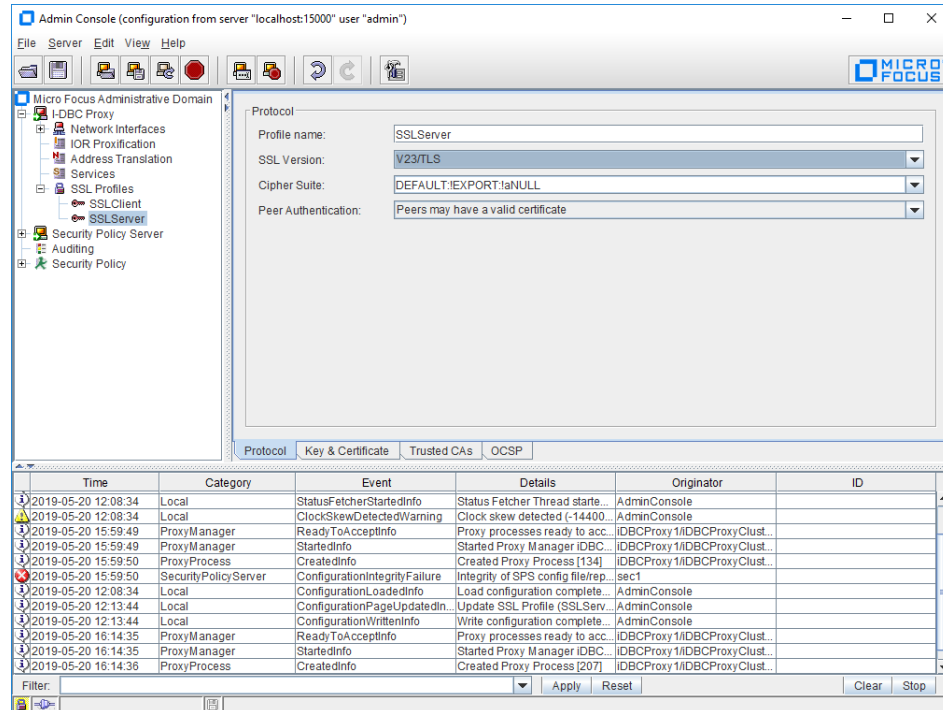 Admin Console (configuration from server "localhost:15000" user "admin")
File Server Edit View Help
MICRO
FOCUS
Micro Focus Administrative Domain
I-DBC Proxy
Network Interfaces
IOR Proxification
Address Translation
Services
SSL Profiles
SSLClient
SSLServer
Security Policy Server
Auditing
Security Policy
Protocol
Profile name: SSLServer
SSL Version: V23/TLS
Cipher Suite: DEFAULT:!EXPORT:!aNULL
Peer Authentication: Peers may have a valid certificate
Protocol Key & Certificate Trusted CAs OCSP
Time Category Event Details Originator ID
2019-05-20 12:08:34 Local StatusFetcherStartedInfo Status Fetcher Thread starte... AdminConsole
2019-05-20 12:08:34 Local ClockSkewDetectedWarning Clock skew detected (-14400... AdminConsole
2019-05-20 15:59:49 ProxyManager ReadyToAcceptInfo Proxy processes ready to acc... iDBCProxy1/iDBCProxyClust...
2019-05-20 15:59:49 ProxyManager StartedInfo Started Proxy Manager iDBC... iDBCProxy1/iDBCProxyClust...
2019-05-20 15:59:50 ProxyProcess CreatedInfo Created Proxy Process [134] iDBCProxy1/iDBCProxyClust...
2019-05-20 15:59:50 SecurityPolicyServer ConfigurationIntegrityFailure Integrity of SPS config file/rep... sec1
2019-05-20 12:08:34 Local ConfigurationLoadedInfo Load configuration complete... AdminConsole
2019-05-20 12:13:44 Local ConfigurationPageUpdatedIn... Update SSL Profile (SSLServ... AdminConsole
2019-05-20 12:13:44 Local ConfigurationWrittenInfo Write configuration complete... AdminConsole
2019-05-20 16:14:35 ProxyManager ReadyToAcceptInfo Proxy processes ready to acc... iDBCProxy1/iDBCProxyClust...
2019-05-20 16:14:35 ProxyManager StartedInfo Started Proxy Manager iDBC... iDBCProxy1/iDBCProxyClust...
2019-05-20 16:14:36 ProxyProcess CreatedInfo Created Proxy Process [207] iDBCProxy1/iDBCProxyClust...
Filter: Apply Reset Clear Stop